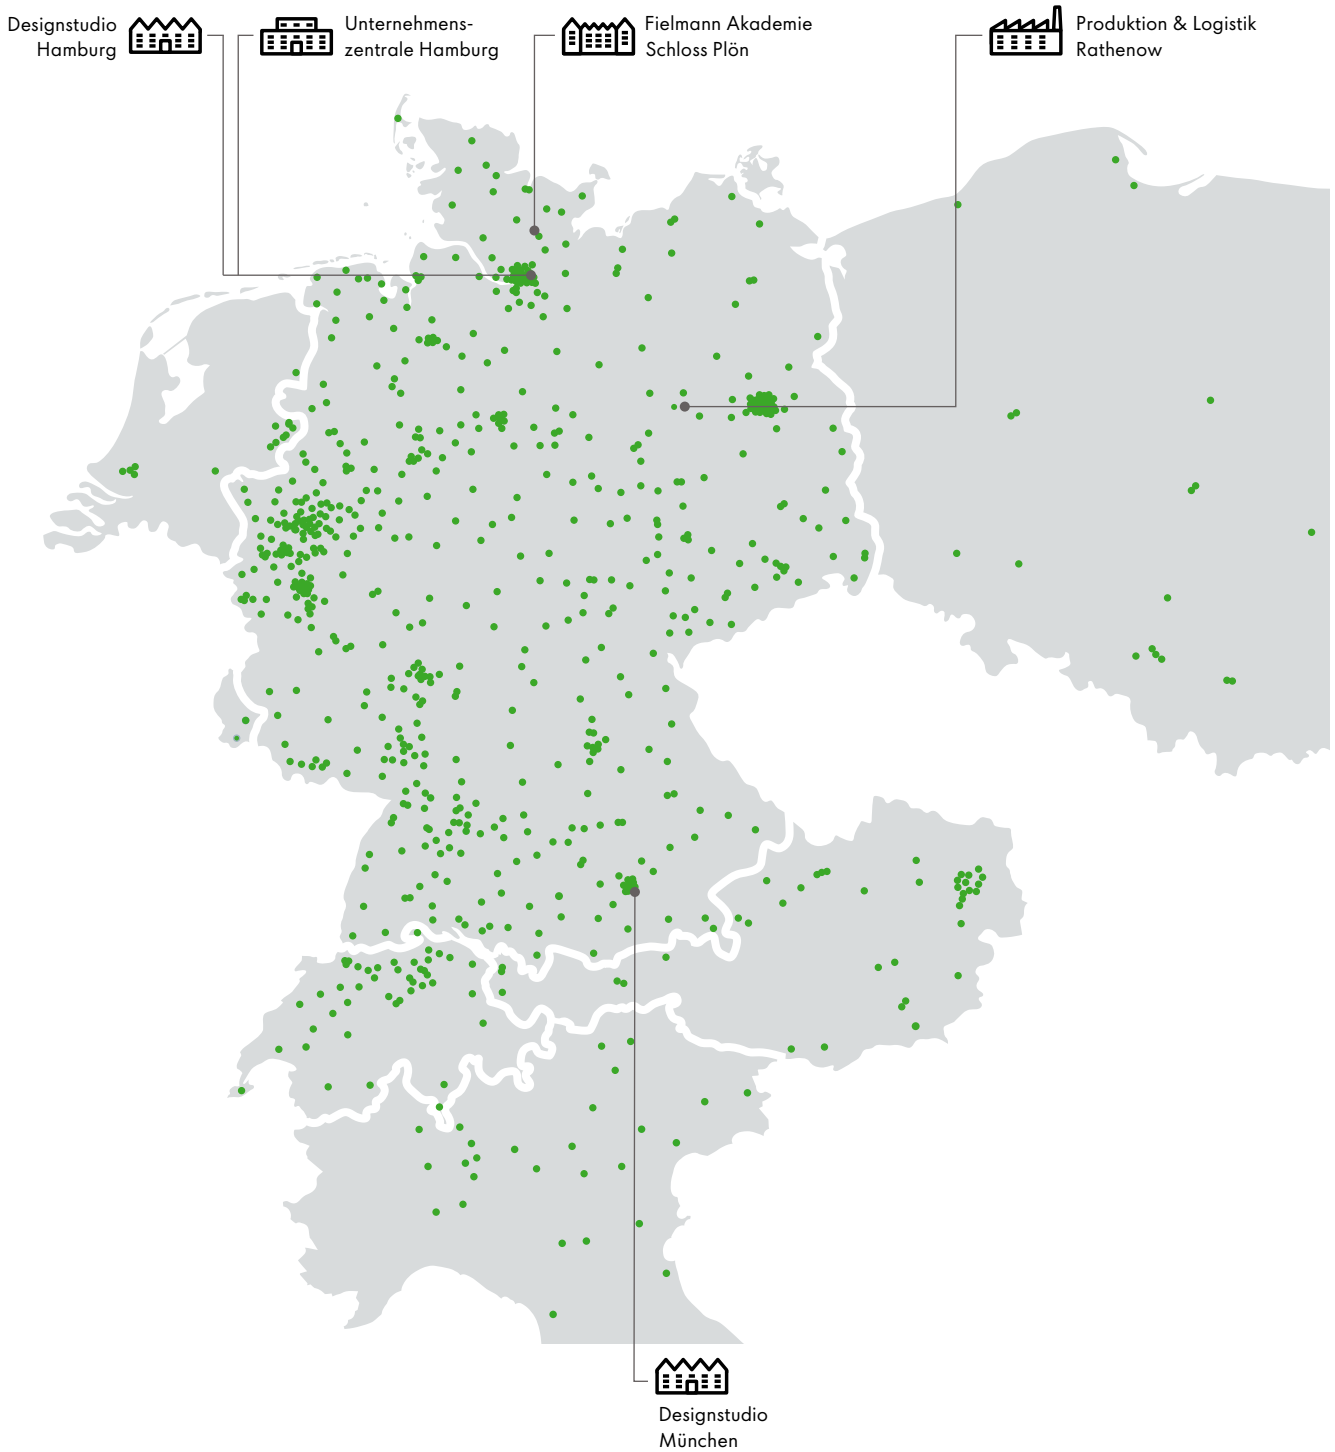 Designstudio
Hamburg
Unternehmens-
zentrale Hamburg
Fielmann Akademie
Schloss Plön
Produktion & Logistik
Rathenow
Designstudio
München